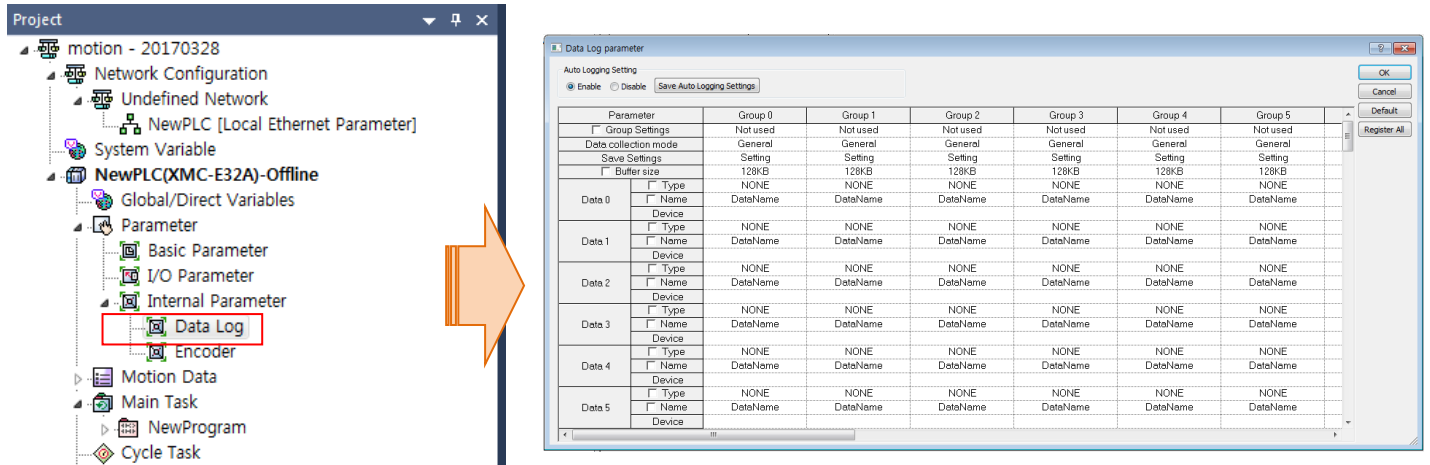 Project
motion - 20170328
Network Configuration
Undefined Network
NewPLC [Local Ethernet Parameter]
System Variable
NewPLC(XMC-E32A)-Offline
Global/Direct Variables
Parameter
Basic Parameter
I/O Parameter
Internal Parameter
Data Log
Encoder
Motion Data
Main Task
NewProgram
Cycle Task
Data Log parameter
Auto Logging Setting
Enable Disable Save Auto Logging Settings
OK
Cancel
Default
Register All
Parameter Group 0 Group 1 Group 2 Group 3 Group 4 Group 5
Group Settings Not used Not used Not used Not used Not used Not used
Data collection mode General General General General General General
Save Settings Setting Setting Setting Setting Setting Setting
Buffer size 128KB 128KB 128KB 128KB 128KB 128KB
Data 0 Type NONE NONE NONE NONE NONE NONE
Name DataName DataName DataName DataName DataName DataName
Device
Data 1 Type NONE NONE NONE NONE NONE NONE
Name DataName DataName DataName DataName DataName DataName
Device
Data 2 Type NONE NONE NONE NONE NONE NONE
Name DataName DataName DataName DataName DataName DataName
Device
Data 3 Type NONE NONE NONE NONE NONE NONE
Name DataName DataName DataName DataName DataName DataName
Device
Data 4 Type NONE NONE NONE NONE NONE NONE
Name DataName DataName DataName DataName DataName DataName
Device
Data 5 Type NONE NONE NONE NONE NONE NONE
Name DataName DataName DataName DataName DataName DataName
Device